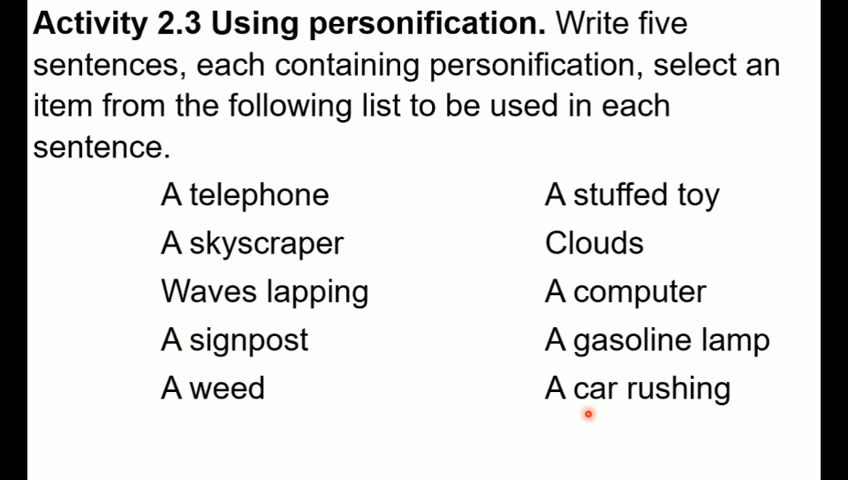 Activity 2.3 Using personification. Write five
sentences, each containing personification, select an
item from the following list to be used in each
sentence.
A telephone
A skyscraper
Waves lapping
A signpost
A weed
A stuffed toy
Clouds
A computer
A gasoline lamp
A car rushing